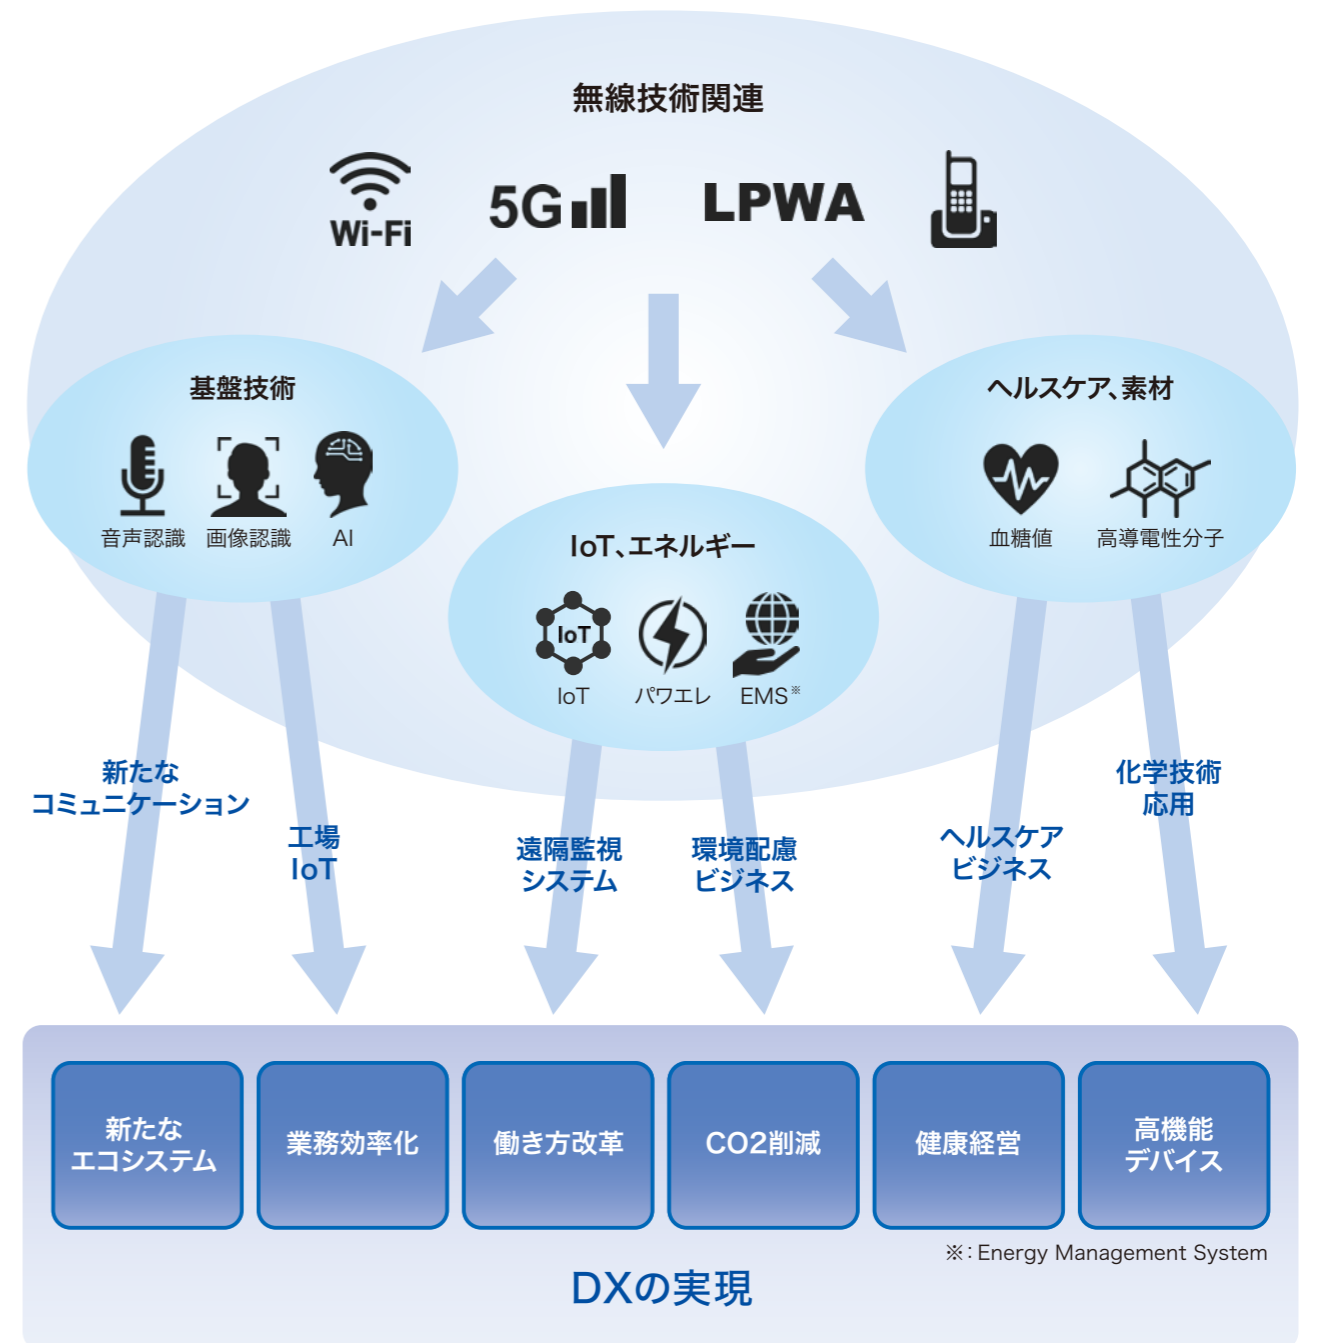 無線技術関連
Wi-Fi
5G
LPWA
基盤技術
音声認識
画像認識
AI
IoT、エネルギー
IoT
IoT
パワエレ
EMS※
ヘルスケア、素材
血糖値
高導電性分子
新たな
コミュニケーション
工場
IoT
遠隔監視
システム
環境配慮
ビジネス
ヘルスケア
ビジネス
化学技術
応用
新たな
エコシステム
業務効率化
働き方改革
CO2削減
健康経営
高機能
デバイス
※：Energy Management System
DXの実現